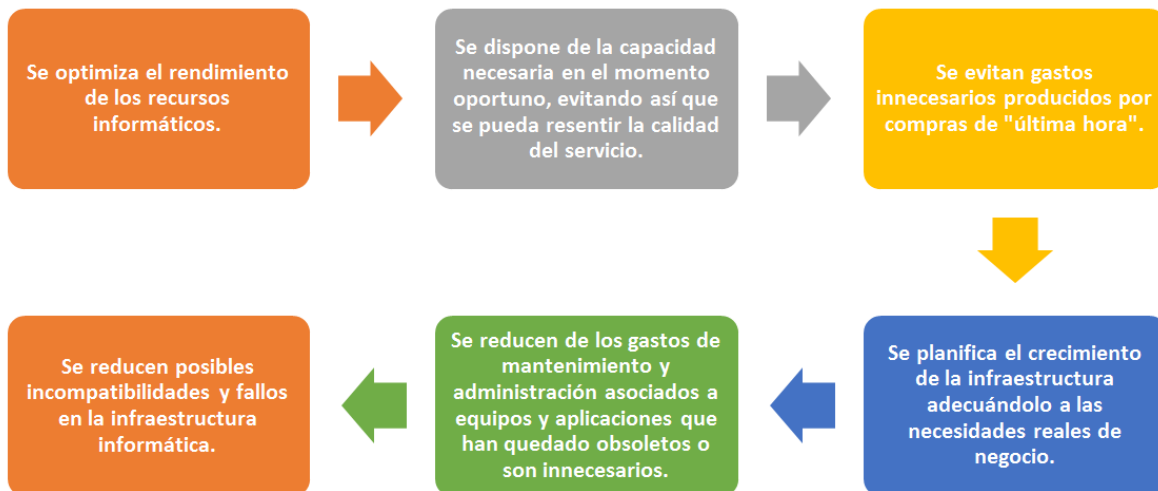 Se optimiza el rendimiento
de los recursos
informáticos.
Se dispone de la capacidad
necesaria en el momento
oportuno, evitando así que
se pueda resentir la calidad
del servicio.
Se evitan gastos
innecesarios producidos por
compras de "última hora".
Se planifica el crecimiento
de la infraestructura
adecuándolo a las
necesidades reales de
negocio.
Se reducen de los gastos de
mantenimiento y
administración asociados a
equipos y aplicaciones que
han quedado obsoletos o
son innecesarios.
Se reducen posibles
incompatibilidades y fallos
en la infraestructura
informática.